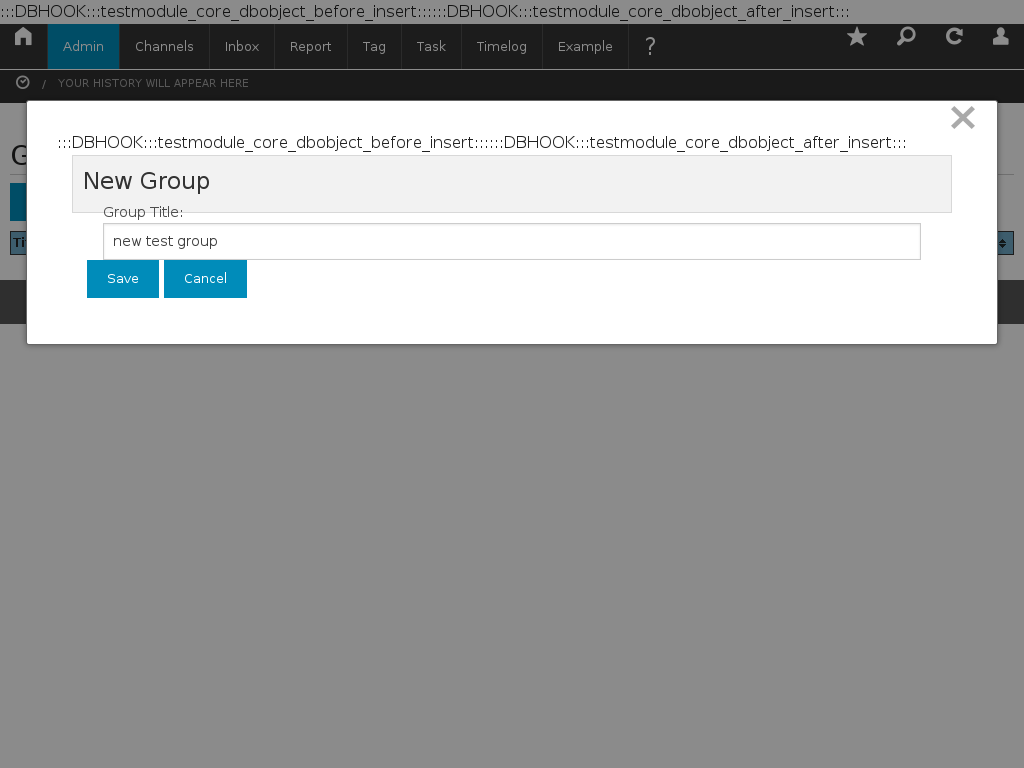 :::DBHOOK:::testmodule_core_dbobject_before_insert::::::DBHOOK:::testmodule_core_dbobject_after_insert:::
Admin Channels Inbox Report Tag Task Timelog Example ?
/ YOUR HISTORY WILL APPEAR HERE
:::DBHOOK:::testmodule_core_dbobject_before_insert::::::DBHOOK:::testmodule_core_dbobject_after_insert:::
New Group
Group Title:
new test group
Save Cancel